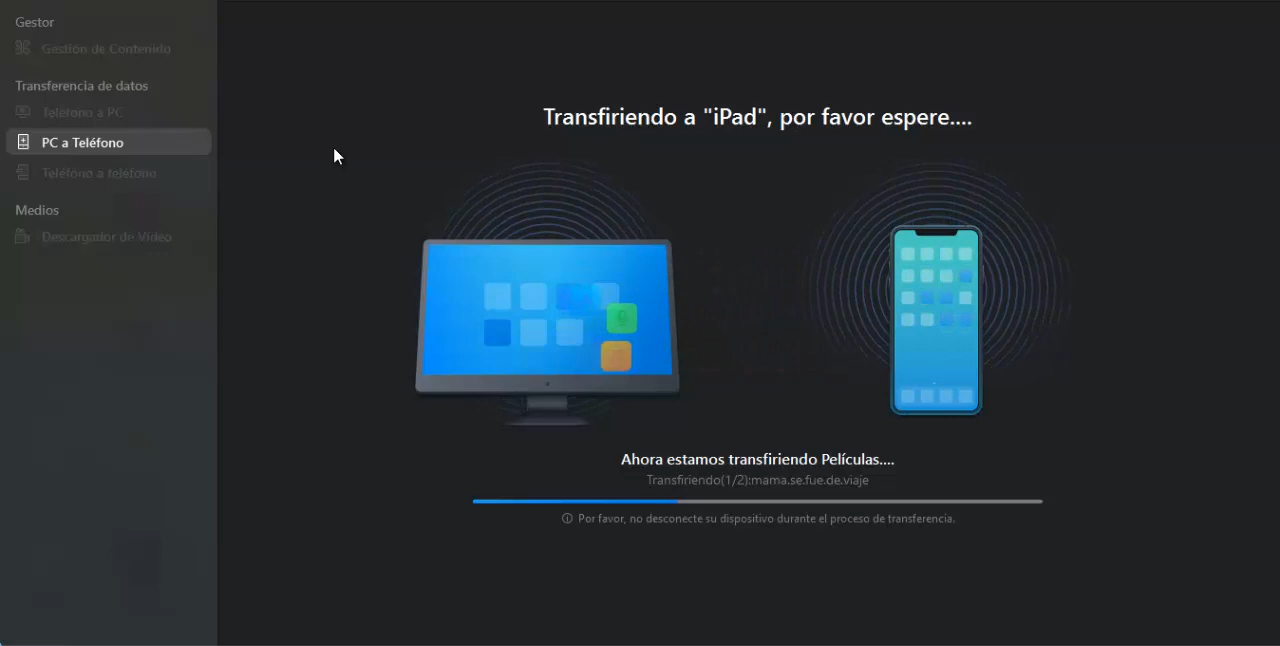 Gestor
Gestión de Contenido
Transferencia de datos
Teléfono a PC
PC a Teléfono
Teléfono a teléfono
Medios
Descargador de Vídeo
Transfiriendo a "iPad", por favor espere....
Ahora estamos transfiriendo Películas....
Transfiriendo(1/2):mama.se.fue.de.viaje
Por favor, no desconecte su dispositivo durante el proceso de transferencia.